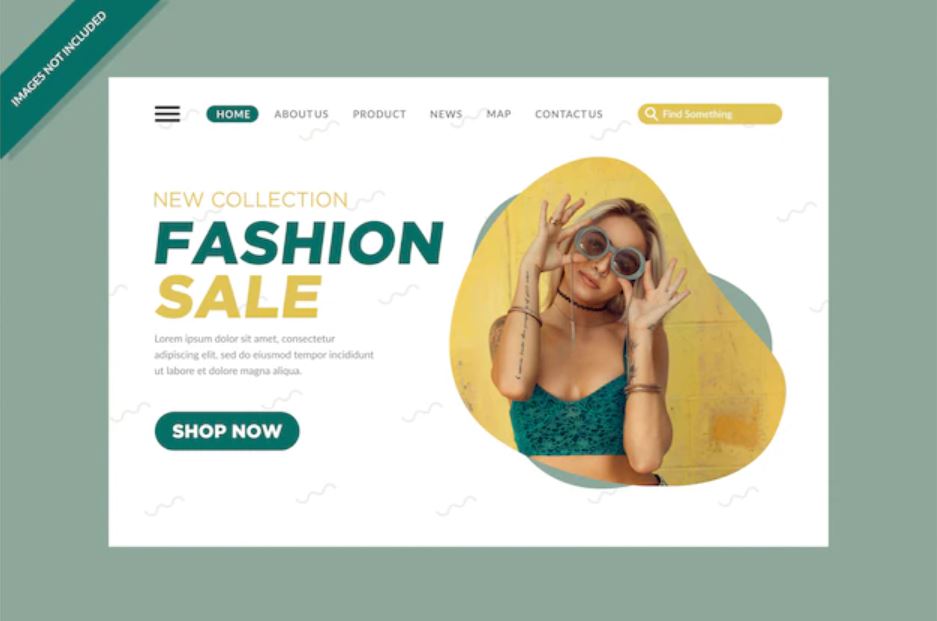 IMAGES NOT INCLUDED
HOME ABOUT US PRODUCT NEWS MAP CONTACT US Find Something
NEW COLLECTION
FASHION
SALE
Lorem ipsum dolor sit amet, consectetur
adipiscing elit, sed do eiusmod tempor incididunt
ut labore et dolore magna aliqua.
SHOP NOW